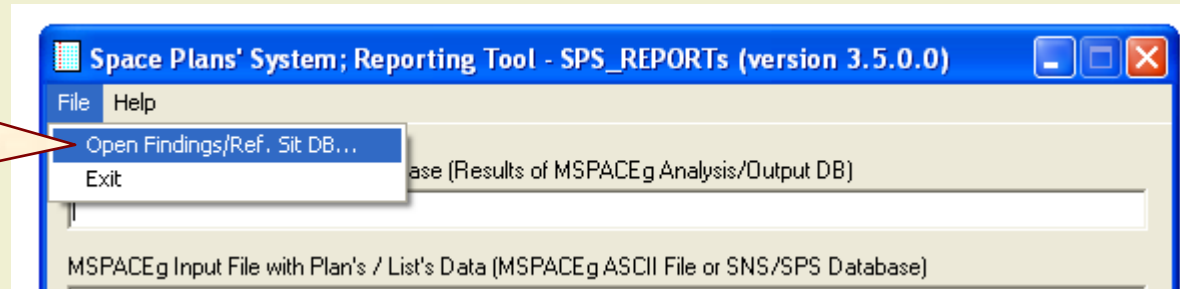 Space Plans' System; Reporting Tool - SPS_REPORTs (version 3.5.0.0)
File Help
Open Findings/Ref. Sit DB...
ase (Results of MSPACEg Analysis/Output DB)
Exit
MSPACEg Input File with Plan's / List's Data (MSPACEg ASCII File or SNS/SPS Database)